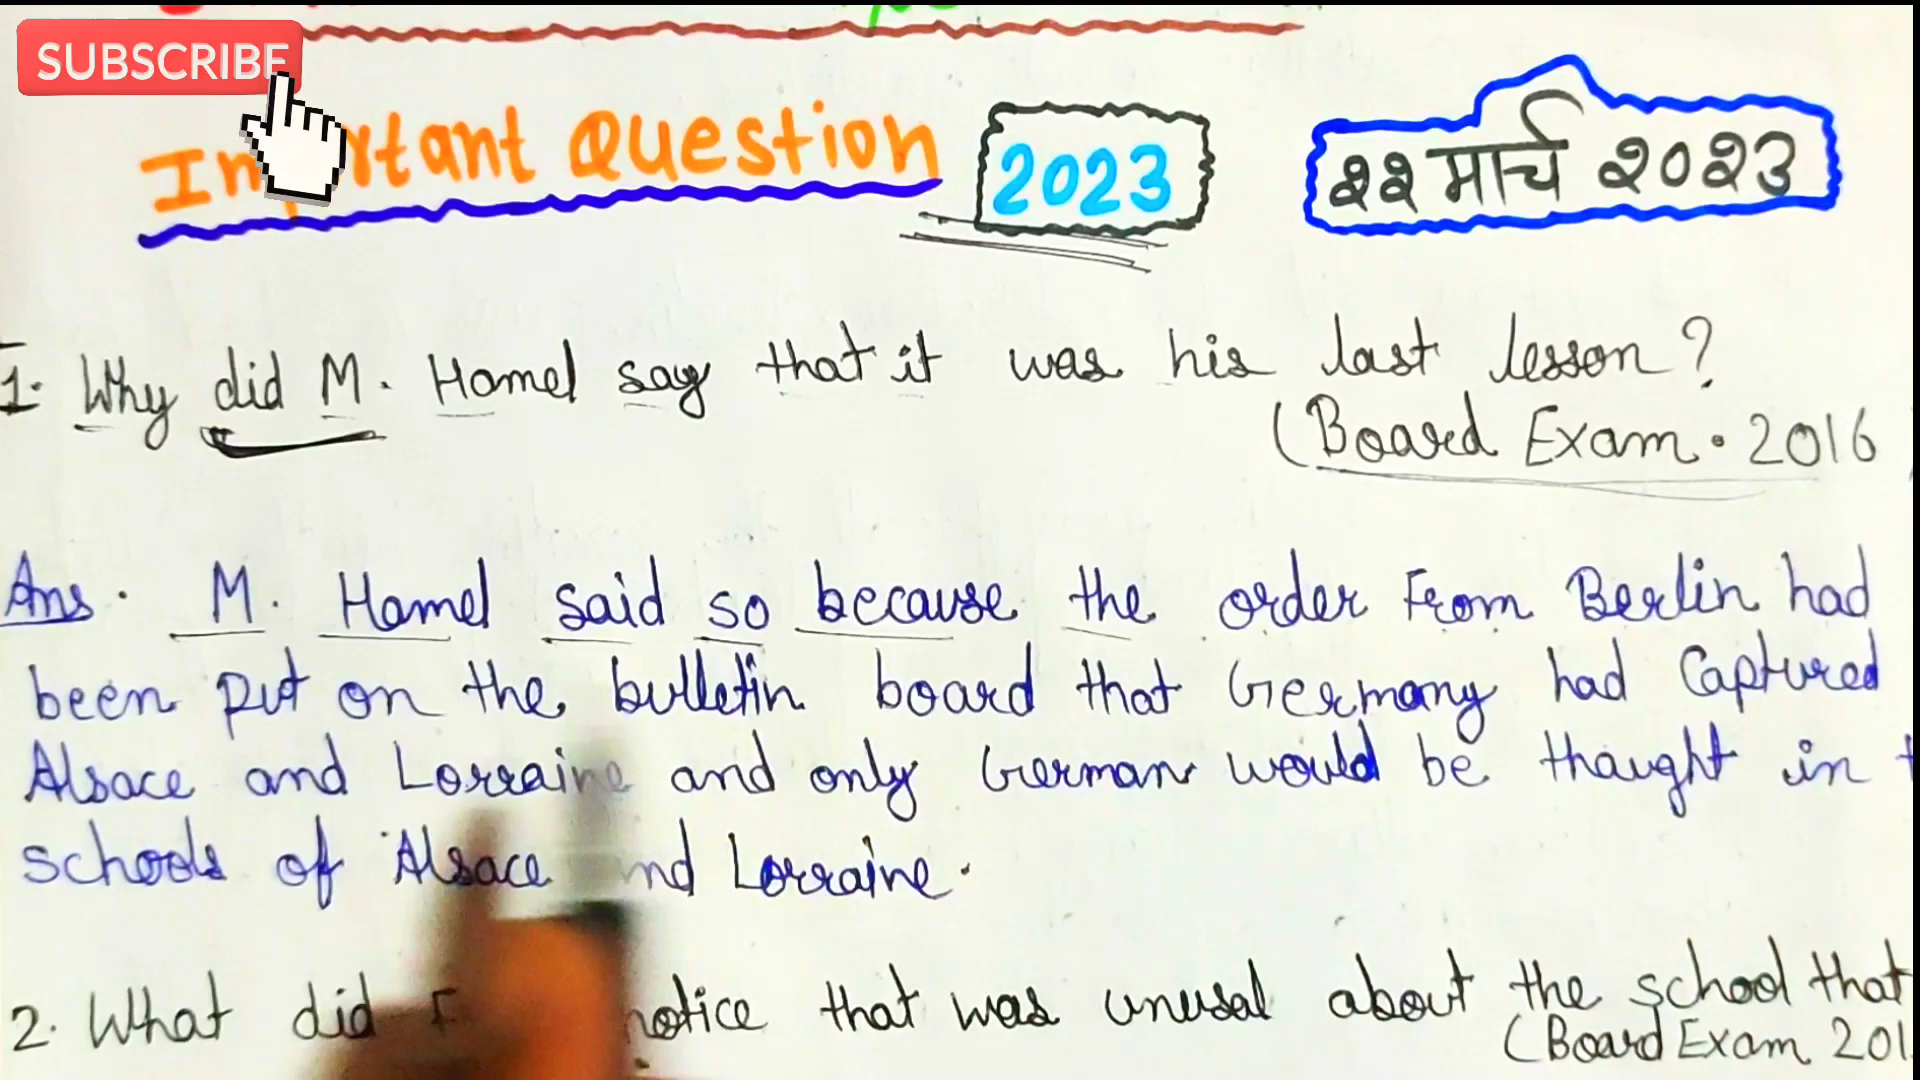 SUBSCRIBE
Important Question 2023 २२ मार्च २०२३
1. Why did M. Hamel say that it was his last lesson?
(Board Exam. 2016
Ans. M. Hamel said so because the order From Berlin had
been put on the bulletin board that Germany had Captured
Alsace and Lorraine and only German would be thaught in
schools of Alsace and Lorraine.
2. What did notice that was unusal about the school that
(Board Exam 201